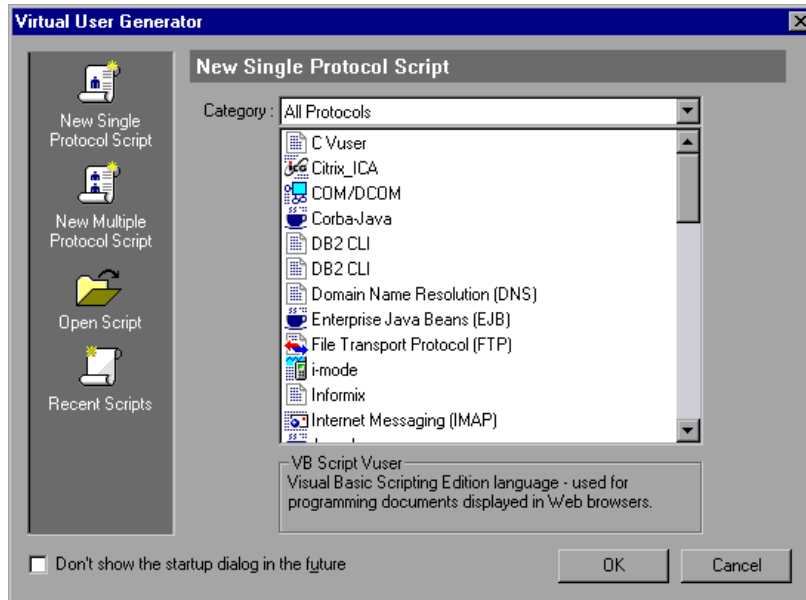 Virtual User Generator
New Single
Protocol Script
New Multiple
Protocol Script
Open Script
Recent Scripts
New Single Protocol Script
Category : All Protocols
C Vuser
Citrix_ICA
COM/DCOM
Corba-Java
DB2 CLI
DB2 CLI
Domain Name Resolution (DNS)
Enterprise Java Beans (EJB)
File Transport Protocol (FTP)
i-mode
Informix
Internet Messaging (IMAP)
VB Script Vuser
Visual Basic Scripting Edition language - used for
programming documents displayed in Web browsers.
Don't show the startup dialog in the future
OK
Cancel